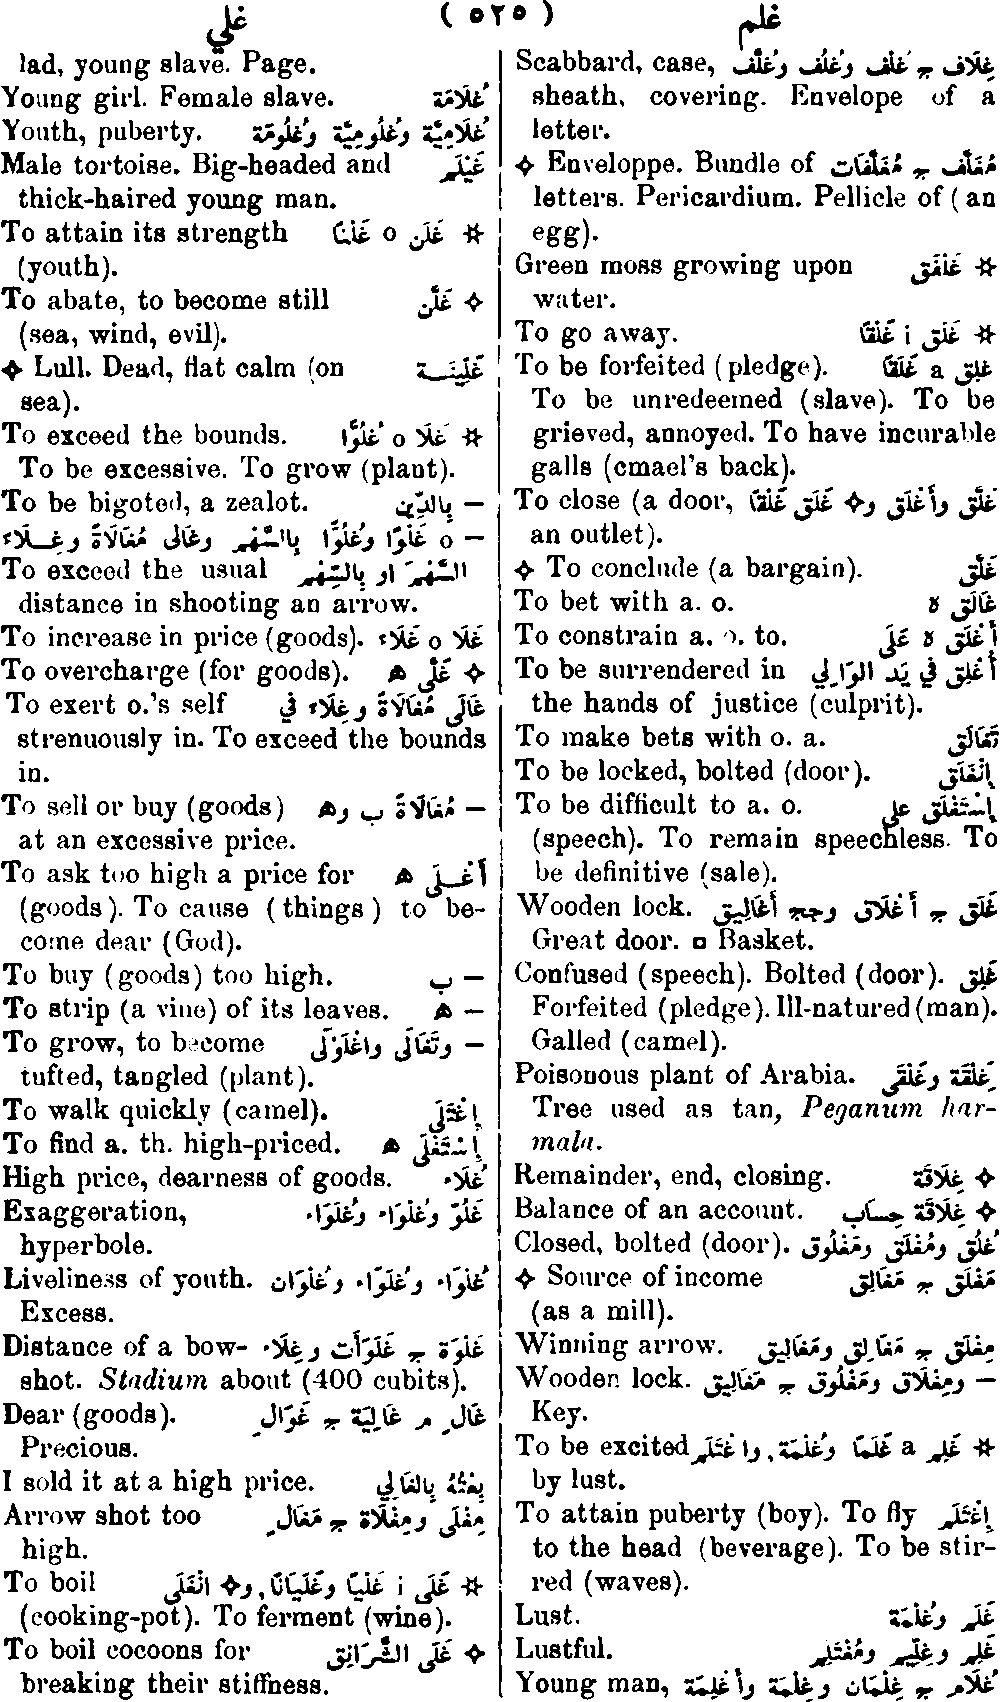 غلم ( ٥٢٥ ) غلي
Scabbard, case, غِلَاف ج غُلْف وغُلُف وغُلَّف
sheath, covering. Envelope of a
letter.
✧ Enveloppe. Bundle of مُغَلَّف ج مُغَلَّفَات
letters. Pericardium. Pellicle of (an
egg).
Green moss growing upon غَلْفَق ✲
water.
To go away. ✲ غَلَق i غَلْقًا
To be forfeited (pledge). غَلِق a غَلَقًا
To be unredeemed (slave). To be
grieved, annoyed. To have incurable
galls (cmael's back).
To close (a door, غَلَّق وأَغْلَق و✧ غَلَق غَلْقًا
an outlet).
✧ To conclude (a bargain). غَلَّق
To bet with a. o. غَالَق ه
To constrain a. o. to. أَغْلَق ه عَلَى
To be surrendered in أُغْلِق فِي يَد الوَالِي
the hands of justice (culprit).
To make bets with o. a. تَغَالَق
To be locked, bolted (door). إِنْغَلَق
To be difficult to a. o. إِسْتَغْلَق على
(speech). To remain speechless. To
be definitive (sale).
Wooden lock. غَلَق ج أَغْلَاق وجج أَغَالِيق
Great door. ◘ Basket.
Confused (speech). Bolted (door). غَلِق
Forfeited (pledge). Ill-natured (man).
Galled (camel).
Poisonous plant of Arabia. غَلْقَة وغَلْقَى
Tree used as tan, Peganum har-
mala.
Remainder, end, closing. غِلَاقَة ✧
Balance of an account. غِلَاقَة حِسَاب ✧
Closed, bolted (door). غُلُق ومُغْلَق ومَغْلُوق
✧ Source of income مَغْلَق ج مَغَالِق
(as a mill).
Winning arrow. مِغْلَق ج مَغَالِق ومَغَالِيق
Wooden lock. – ومِغْلَاق ومَغْلُوق ج مَغَالِيق
Key.
To be excited ✲ غَلِم a غَلَمًا وغُلْمَة, واغْتَلَم
by lust.
To attain puberty (boy). To fly إِغْتَلَم
to the head (beverage). To be stir-
red (waves).
Lust. غَلَم وغُلْمَة
Lustful. غَلِم وغِلِّيم ومُغْتَلِم
Young man, غُلَام ج غِلْمَان وغِلْمَة وأَغْلِمَة
lad, young slave. Page.
Young girl. Female slave. غُلَامَة
Youth, puberty. غُلَامِيَّة وغُلُومِيَّة وغُلُومَة
Male tortoise. Big-headed and غَيْلَم
thick-haired young man.
To attain its strength ✲ غَلَن o غَلْنًا
(youth).
To abate, to become still ✧ غَلَّن
(sea, wind, evil).
✧ Lull. Dead, flat calm (on غَلِّينَـة
sea).
To exceed the bounds. ✲ غَلَا o غُلُوًّا
To be excessive. To grow (plant).
To be bigoted, a zealot. – بِالدِّين
– o غَلْوًا وغُلُوًّا بِالسَّهْم وغَالَى مُغَالَاةً وغِـلَاءً
To exceed the usual السَّهْمَ او بِالسَّهْم
distance in shooting an arrow.
To increase in price (goods). غَلَا o غَلَاءً
To overcharge (for goods). ✧ غَلَّى ه
To exert o.'s self غَالَى مُغَالَاةً وغِلَاءً فِي
strenuously in. To exceed the bounds
in.
To sell or buy (goods) – مُغَالَاةً ب وه
at an excessive price.
To ask too high a price for أَغْـلَى ه
(goods). To cause (things) to be-
come dear (God).
To buy (goods) too high. – ب
To strip (a vine) of its leaves. – ه
To grow, to become – وتَغَالَى واغْلَوْلَى
tufted, tangled (plant).
To walk quickly (camel). إِغْتَلَى
To find a. th. high-priced. إِسْتَغْلَى ه
High price, dearness of goods. غَلَاء
Exaggeration, غُلُوّ وغُلْوَاء وغُلَوَاء
hyperbole.
Liveliness of youth. غُلْوَاء وغُلَوَاء وغُلْوَان
Excess.
Distance of a bow- غَلْوَة ج غَلَوَات وغِلَاء
shot. Stadium about (400 cubits).
Dear (goods). غَالٍ م غَالِيَة ج غَوَالٍ
Precious.
I sold it at a high price. بِعْتُهُ بِالغَالِي
Arrow shot too مِغْلًى ومِغْلَاة ج مَغَالٍ
high.
To boil ✲ غَلَى i غَلْيًا وغَلَيَانًا, و✧ انْغَلَى
(cooking-pot). To ferment (wine).
To boil cocoons for ✧ غَلَى الشَّرَانِق
breaking their stiffness.